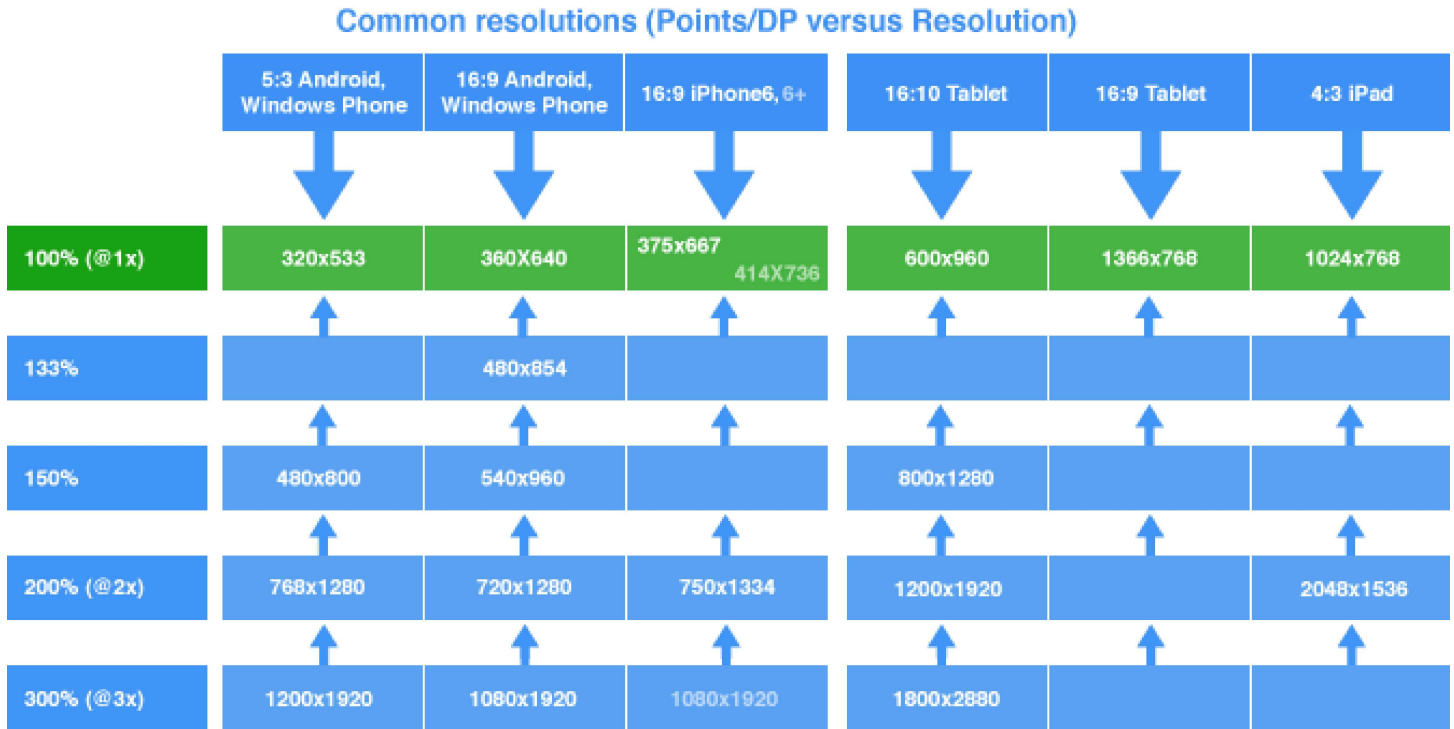 Common resolutions (Points/DP versus Resolution)
5:3 Android,
Windows Phone
16:9 Android,
Windows Phone
16:9 iPhone6, 6+
16:10 Tablet
16:9 Tablet
4:3 iPad
100% (@1x)
320x533
360X640
375x667
414X736
600x960
1366x768
1024x768
133%
480x854
150%
480x800
540x960
800x1280
200% (@2x)
768x1280
720x1280
750x1334
1200x1920
2048x1536
300% (@3x)
1200x1920
1080x1920
1080x1920
1800x2880